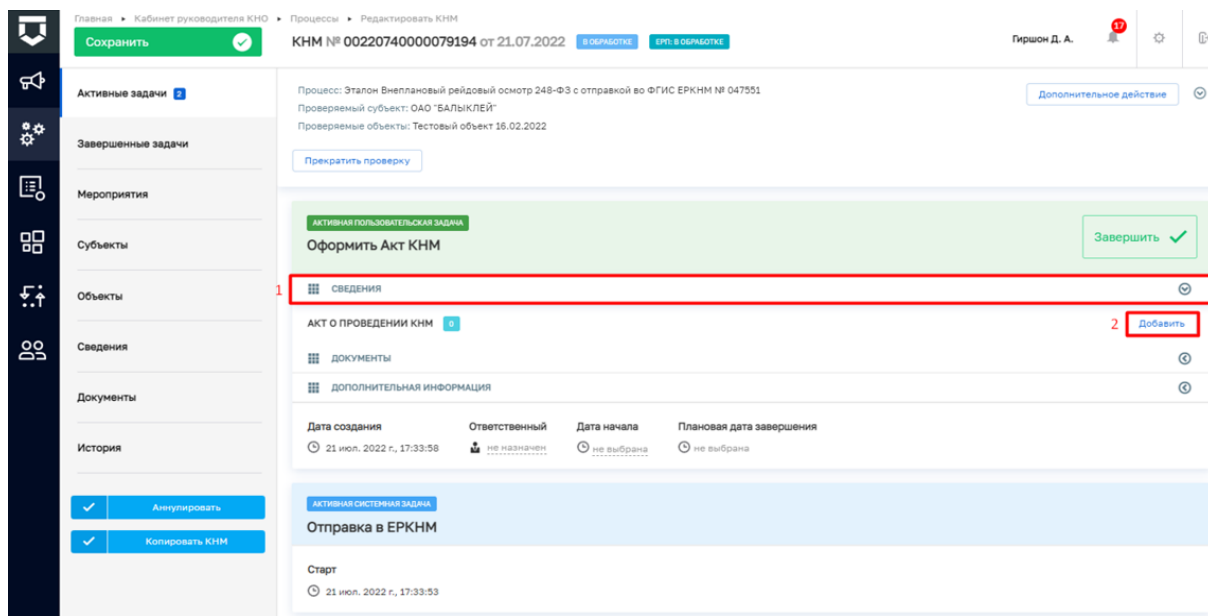 Главная ▸ Кабинет руководителя КНО ▸ Процессы ▸ Редактировать КНМ
Сохранить
КНМ № 00220740000079194 от 21.07.2022 В ОБРАБОТКЕ ЕРП: В ОБРАБОТКЕ
Гиршон Д. А. 17
Активные задачи 2
Завершенные задачи
Мероприятия
Субъекты
Объекты
Сведения
Документы
История
Аннулировать
Копировать КНМ
Процесс: Эталон Внеплановый рейдовый осмотр 248-ФЗ с отправкой во ФГИС ЕРКНМ № 047551
Проверяемый субъект: ОАО "БАЛЫКЛЕЙ"
Проверяемые объекты: Тестовый объект 16.02.2022
Дополнительное действие
Прекратить проверку
АКТИВНАЯ ПОЛЬЗОВАТЕЛЬСКАЯ ЗАДАЧА
Оформить Акт КНМ
Завершить
1 СВЕДЕНИЯ
АКТ О ПРОВЕДЕНИИ КНМ 0
2 Добавить
ДОКУМЕНТЫ
ДОПОЛНИТЕЛЬНАЯ ИНФОРМАЦИЯ
Дата создания Ответственный Дата начала Плановая дата завершения
21 июл. 2022 г., 17:33:58 не назначен не выбрана не выбрана
АКТИВНАЯ СИСТЕМНАЯ ЗАДАЧА
Отправка в ЕРКНМ
Старт
21 июл. 2022 г., 17:33:53